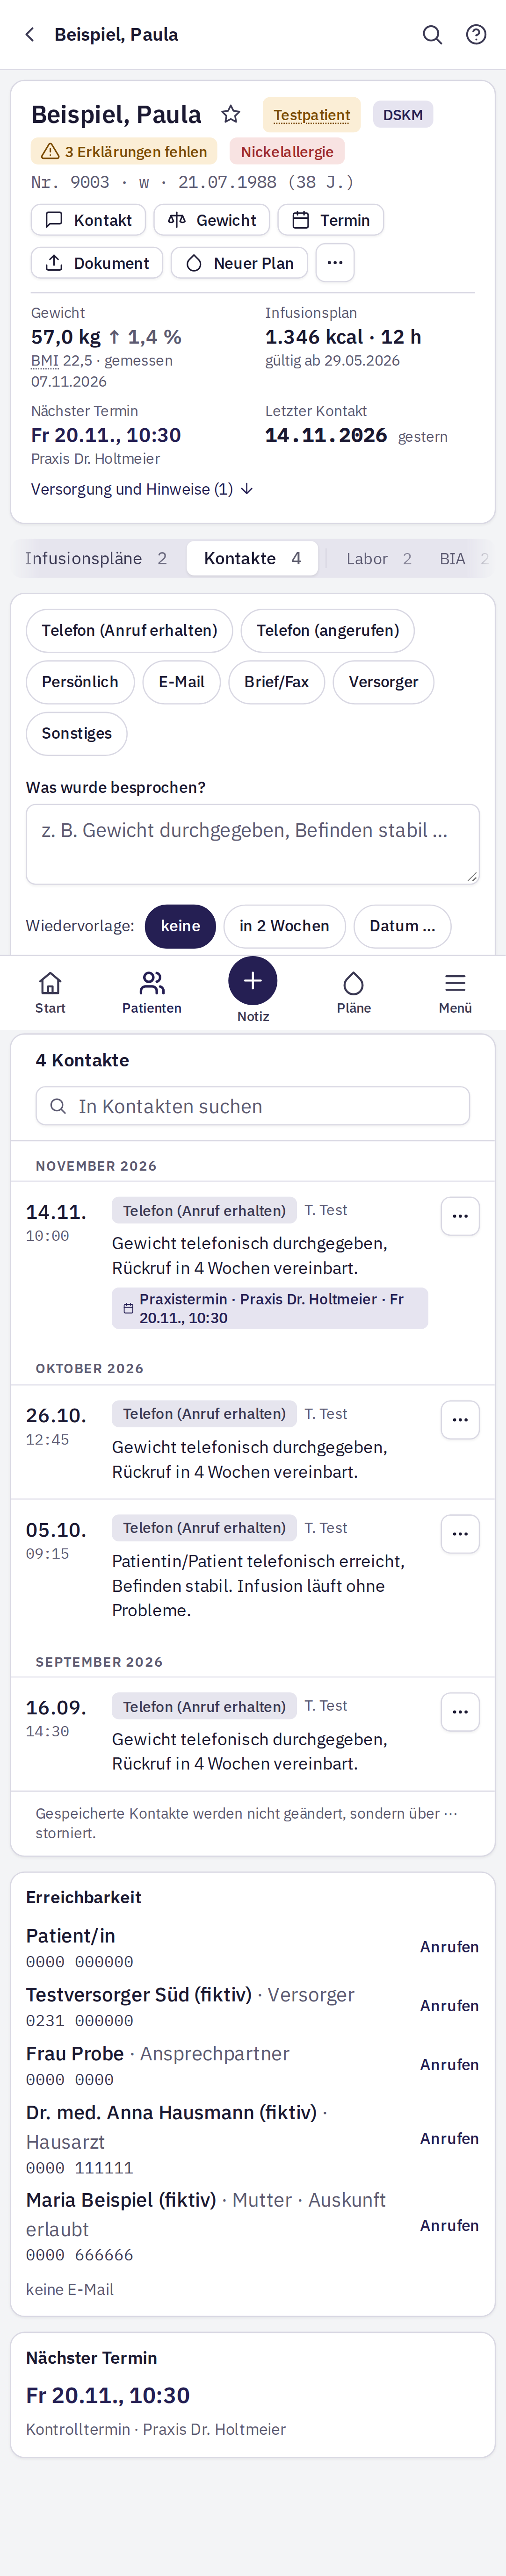 Beispiel, Paula
Beispiel, Paula Testpatient DSKM
3 Erklärungen fehlen Nickelallergie
Nr. 9003 · w · 21.07.1988 (38 J.)
Kontakt Gewicht Termin
Dokument Neuer Plan ···
Gewicht
57,0 kg ↑ 1,4 %
BMI 22,5 · gemessen
07.11.2026
Infusionsplan
1.346 kcal · 12 h
gültig ab 29.05.2026
Nächster Termin
Fr 20.11., 10:30
Praxis Dr. Holtmeier
Letzter Kontakt
14.11.2026 gestern
Versorgung und Hinweise (1) ↓
Infusionspläne 2 Kontakte 4 Labor 2 BIA 2
Telefon (Anruf erhalten) Telefon (angerufen)
Persönlich E-Mail Brief/Fax Versorger
Sonstiges
Was wurde besprochen?
z. B. Gewicht durchgegeben, Befinden stabil ...
Wiedervorlage: keine in 2 Wochen Datum ...
Start Patienten Notiz Pläne Menü
4 Kontakte
In Kontakten suchen
NOVEMBER 2026
14.11. Telefon (Anruf erhalten) T. Test ···
10:00
Gewicht telefonisch durchgegeben,
Rückruf in 4 Wochen vereinbart.
Praxistermin · Praxis Dr. Holtmeier · Fr
20.11., 10:30
OKTOBER 2026
26.10. Telefon (Anruf erhalten) T. Test ···
12:45
Gewicht telefonisch durchgegeben,
Rückruf in 4 Wochen vereinbart.
05.10. Telefon (Anruf erhalten) T. Test ···
09:15
Patientin/Patient telefonisch erreicht,
Befinden stabil. Infusion läuft ohne
Probleme.
SEPTEMBER 2026
16.09. Telefon (Anruf erhalten) T. Test ···
14:30
Gewicht telefonisch durchgegeben,
Rückruf in 4 Wochen vereinbart.
Gespeicherte Kontakte werden nicht geändert, sondern über ···
storniert.
Erreichbarkeit
Patient/in
0000 000000
Anrufen
Testversorger Süd (fiktiv) · Versorger
0231 000000
Anrufen
Frau Probe · Ansprechpartner
0000 0000
Anrufen
Dr. med. Anna Hausmann (fiktiv) ·
Hausarzt
0000 111111
Anrufen
Maria Beispiel (fiktiv) · Mutter · Auskunft
erlaubt
0000 666666
Anrufen
keine E-Mail
Nächster Termin
Fr 20.11., 10:30
Kontrolltermin · Praxis Dr. Holtmeier